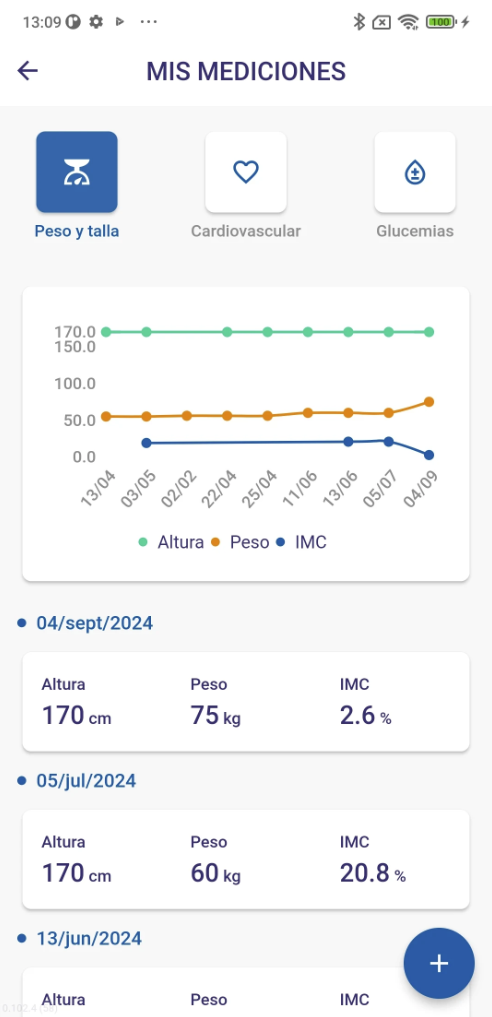 13:09
100
MIS MEDICIONES
Peso y talla
Cardiovascular
Glucemias
170.0
150.0
100.0
50.0
0.0
13/04
03/05
02/02
22/04
25/04
11/06
13/06
05/07
04/09
Altura Peso IMC
04/sept/2024
Altura Peso IMC
170 cm 75 kg 2.6 %
05/jul/2024
Altura Peso IMC
170 cm 60 kg 20.8 %
13/jun/2024
Altura Peso IMC